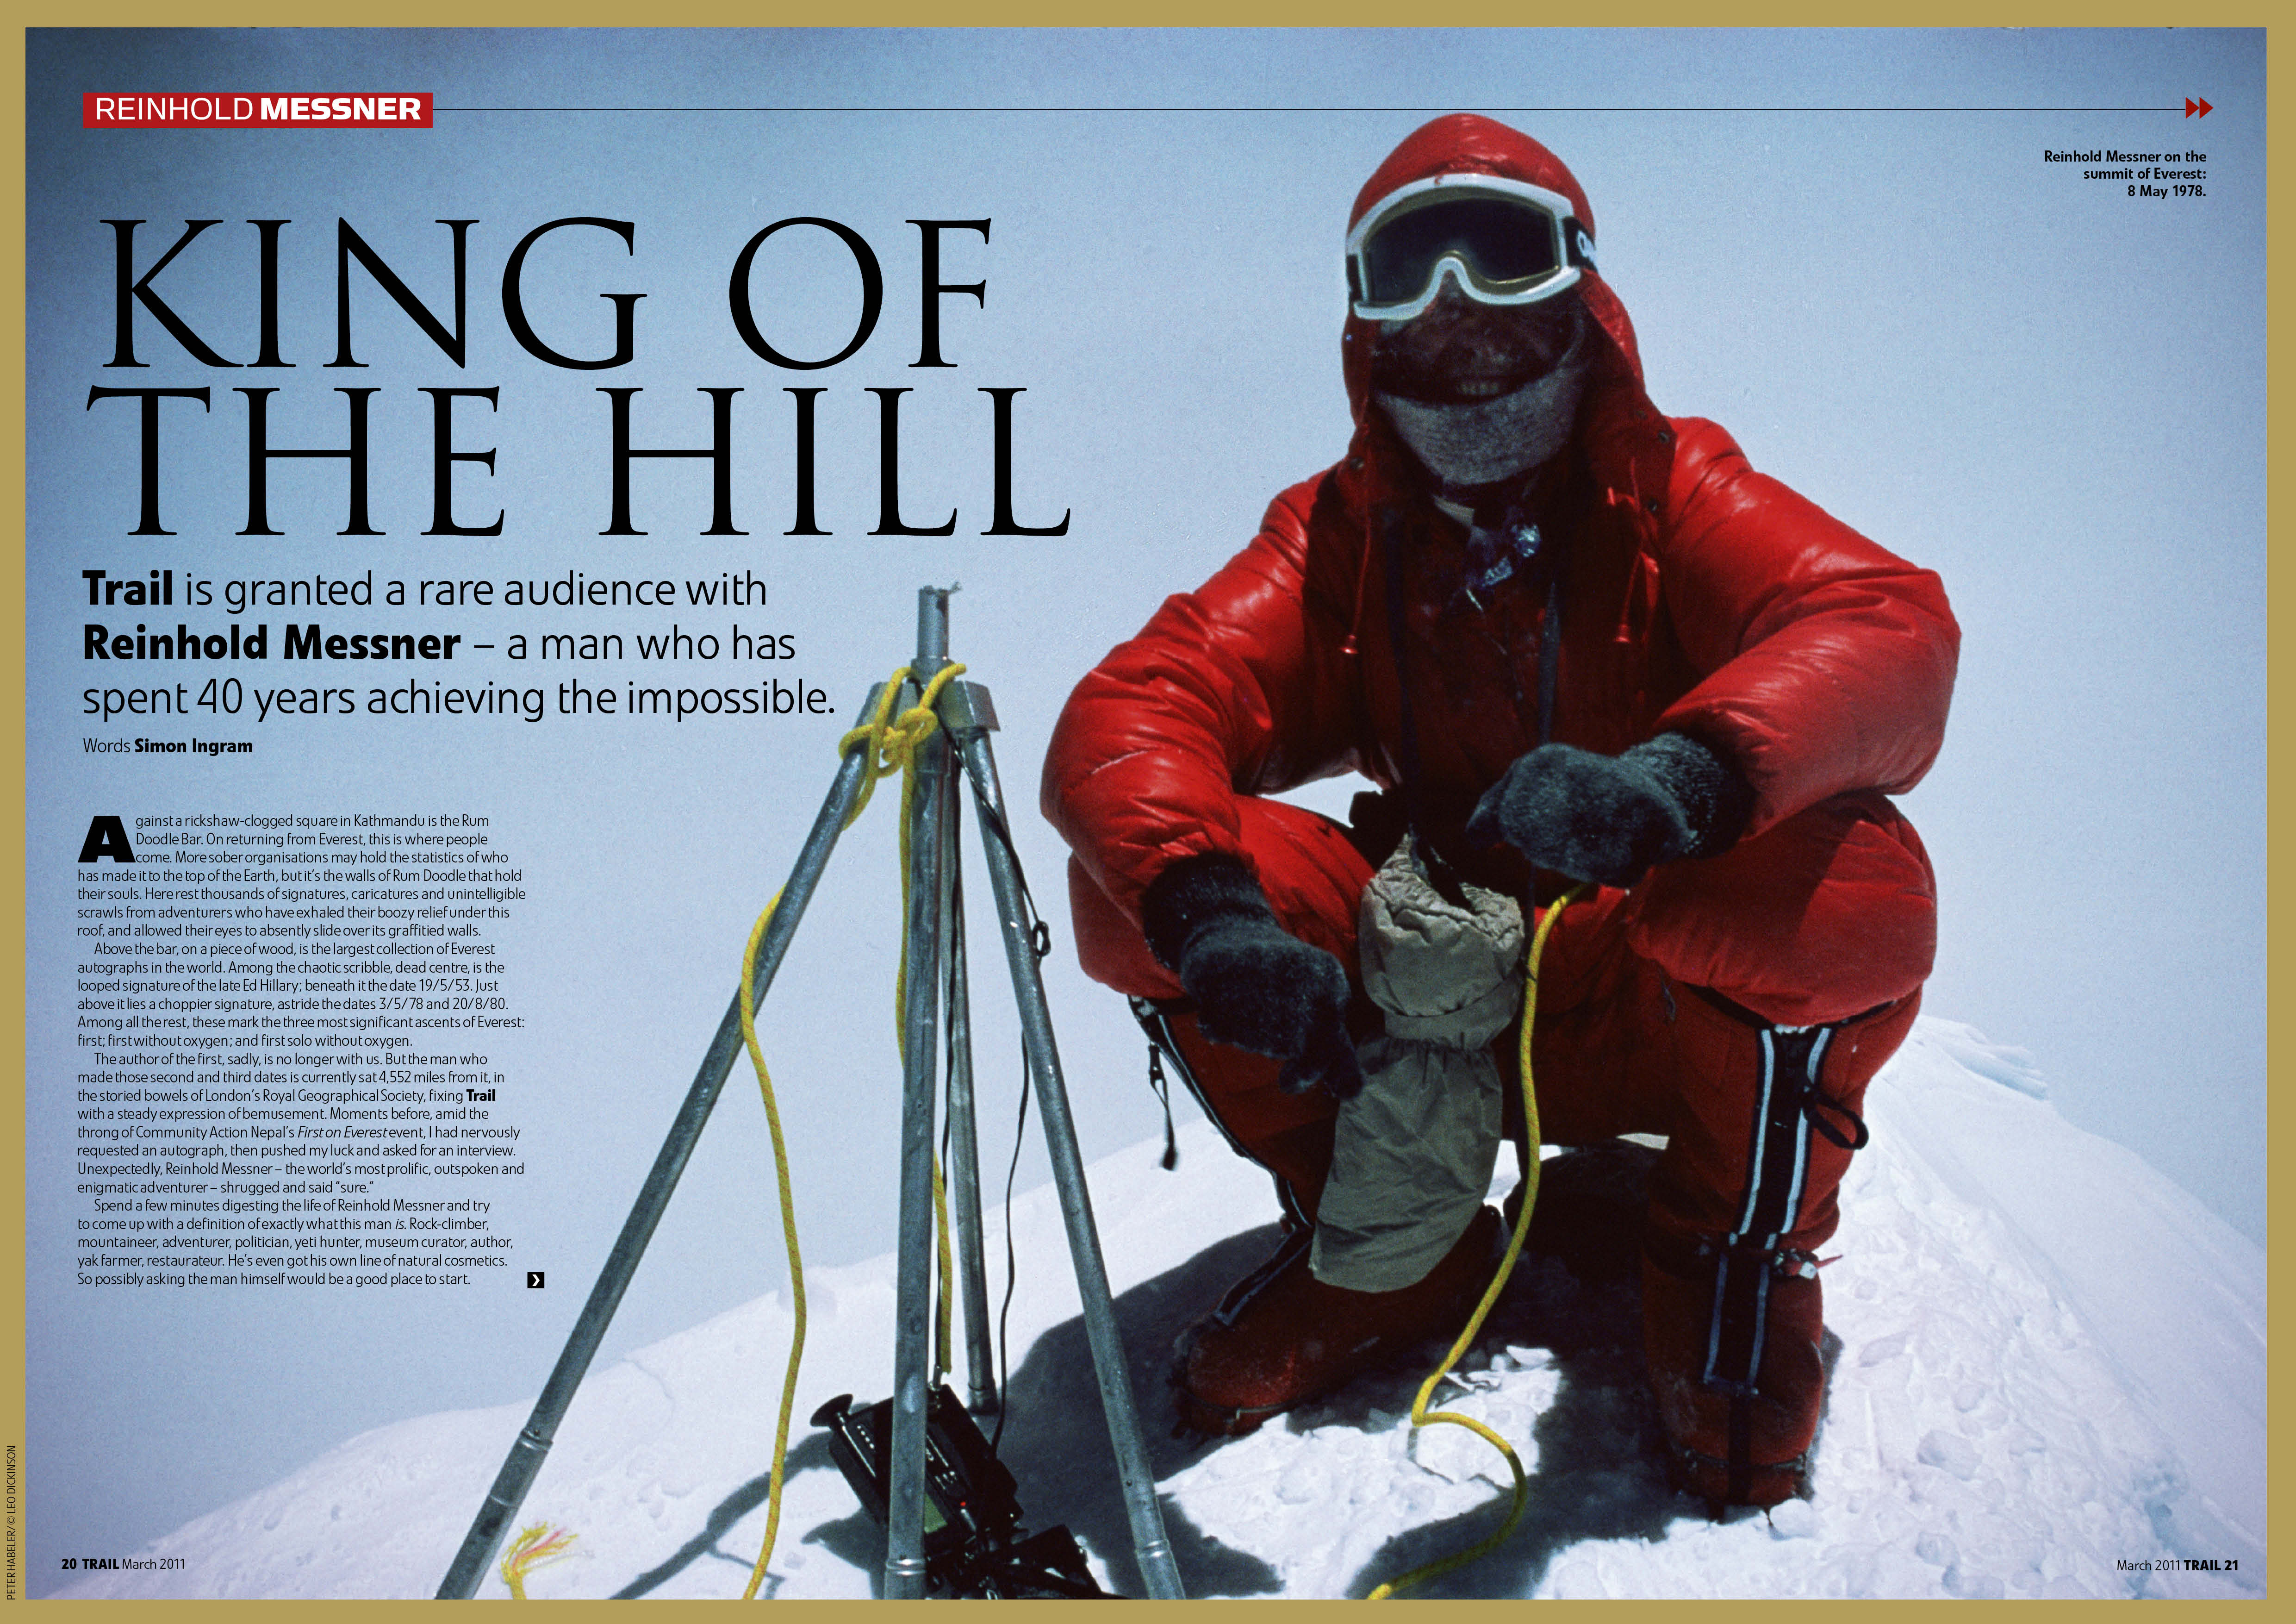 REINHOLD MESSNER
Reinhold Messner on the
summit of Everest:
8 May 1978.
KING OF
THE HILL
Trail is granted a rare audience with
Reinhold Messner – a man who has
spent 40 years achieving the impossible.
Words Simon Ingram
Against a rickshaw-clogged square in Kathmandu is the Rum
Doodle Bar. On returning from Everest, this is where people
come. More sober organisations may hold the statistics of who
has made it to the top of the Earth, but it's the walls of Rum Doodle that hold
their souls. Here rest thousands of signatures, caricatures and unintelligible
scrawls from adventurers who have exhaled their boozy relief under this
roof, and allowed their eyes to absently slide over its graffitied walls.
Above the bar, on a piece of wood, is the largest collection of Everest
autographs in the world. Among the chaotic scribble, dead centre, is the
looped signature of the late Ed Hillary; beneath it the date 19/5/53. Just
above it lies a choppier signature, astride the dates 3/5/78 and 20/8/80.
Among all the rest, these mark the three most significant ascents of Everest:
first; first without oxygen; and first solo without oxygen.
The author of the first, sadly, is no longer with us. But the man who
made those second and third dates is currently sat 4,552 miles from it, in
the storied bowels of London's Royal Geographical Society, fixing Trail
with a steady expression of bemusement. Moments before, amid the
throng of Community Action Nepal's First on Everest event, I had nervously
requested an autograph, then pushed my luck and asked for an interview.
Unexpectedly, Reinhold Messner – the world's most prolific, outspoken and
enigmatic adventurer – shrugged and said "sure."
Spend a few minutes digesting the life of Reinhold Messner and try
to come up with a definition of exactly what this man is. Rock-climber,
mountaineer, adventurer, politician, yeti hunter, museum curator, author,
yak farmer, restaurateur. He's even got his own line of natural cosmetics.
So possibly asking the man himself would be a good place to start.
PETER HABELER/© LEO DICKINSON
20 TRAIL March 2011
March 2011 TRAIL 21